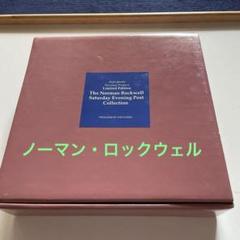 Limited Edition
The Norman Rockwell
Saturday Evening Post
Collection
ノーマン・ロックウェル